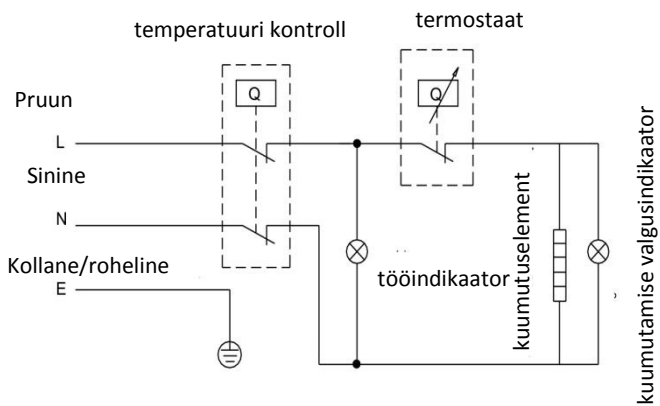 temperatuuri kontroll
termostaat
Q
Q
Pruun
L
Sinine
N
Kollane/roheline
E
tööindikaator
kuumutuselement
kuumutamise valgusindikaator